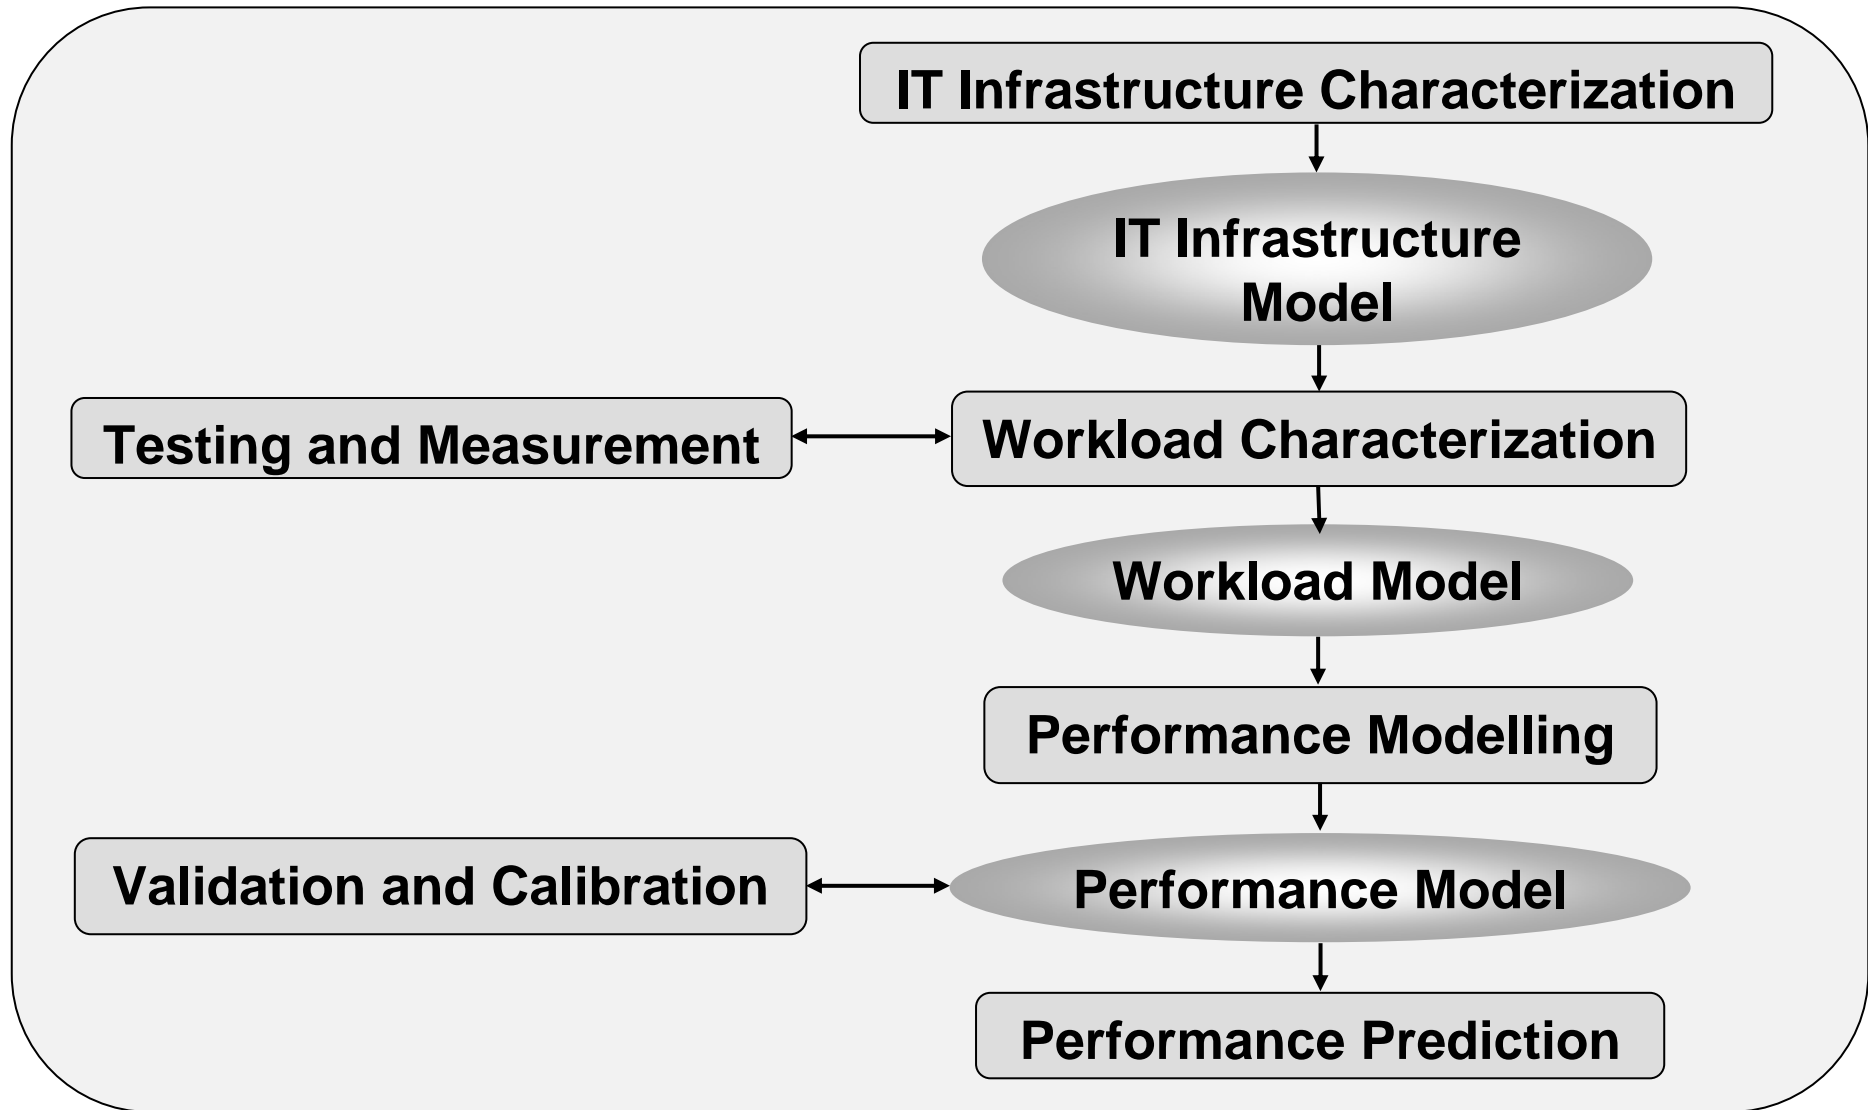 IT Infrastructure Characterization
IT Infrastructure
Model
Testing and Measurement
Workload Characterization
Workload Model
Performance Modelling
Validation and Calibration
Performance Model
Performance Prediction